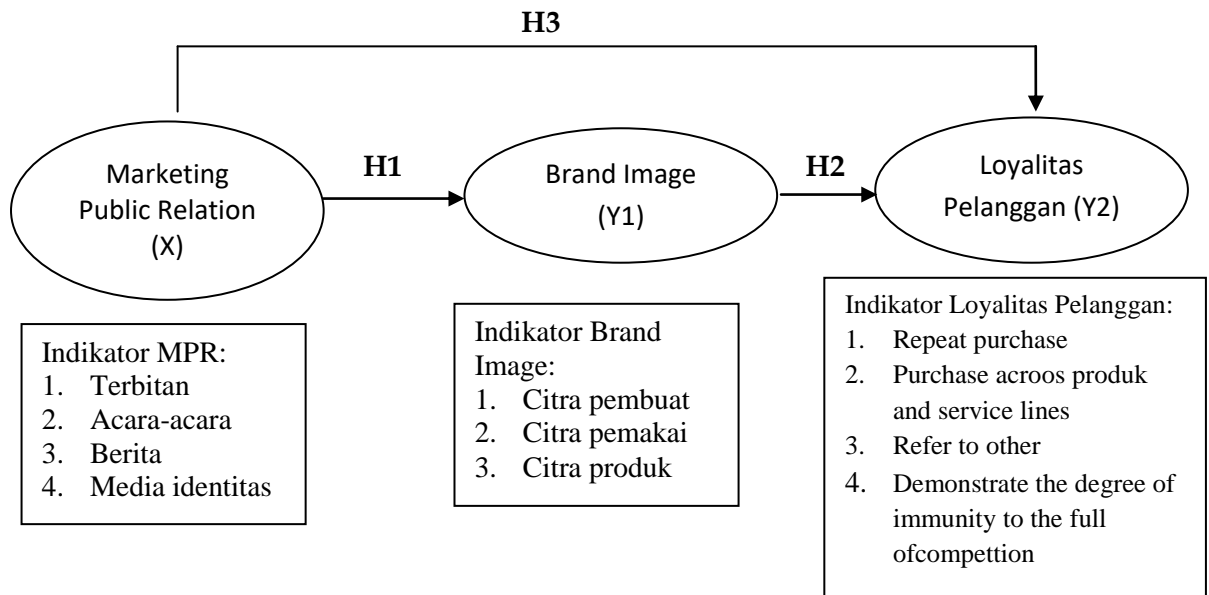 H3
Marketing
Public Relation
(X)
H1
Brand Image
(Y1)
H2
Loyalitas
Pelanggan (Y2)
Indikator MPR:
1. Terbitan
2. Acara-acara
3. Berita
4. Media identitas
Indikator Brand
Image:
1. Citra pembuat
2. Citra pemakai
3. Citra produk
Indikator Loyalitas Pelanggan:
1. Repeat purchase
2. Purchase acroos produk
and service lines
3. Refer to other
4. Demonstrate the degree of
immunity to the full
ofcompettion